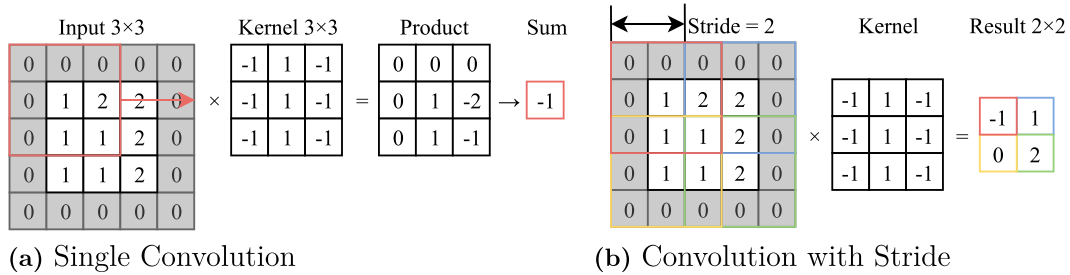 Input 3×3 Kernel 3×3 Product Sum Stride = 2 Kernel Result 2×2
0 0 0 0 0 -1 1 -1 0 0 0 0 0 0 0 0
0 1 2 2 0 × -1 1 -1 = 0 1 -2 → -1 0 1 2 2 0 -1 1 -1 -1 1
0 1 1 2 0 -1 1 -1 0 1 -1 0 1 1 2 0 × -1 1 -1 = 0 2
0 1 1 2 0 0 1 1 2 0 -1 1 -1
0 0 0 0 0 0 0 0 0 0
(a) Single Convolution (b) Convolution with Stride